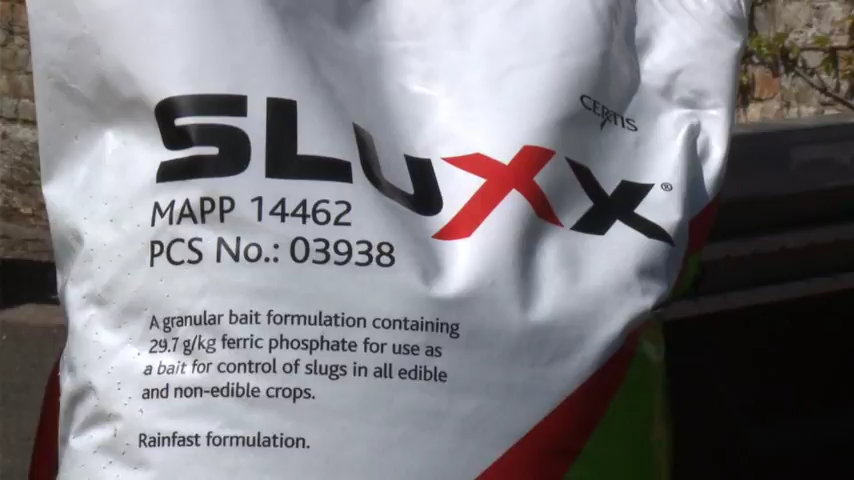 CERTIS
SLUXX®
MAPP 14462
PCS No.: 03938
A granular bait formulation containing
29.7 g/kg ferric phosphate for use as
a bait for control of slugs in all edible
and non-edible crops.
Rainfast formulation.